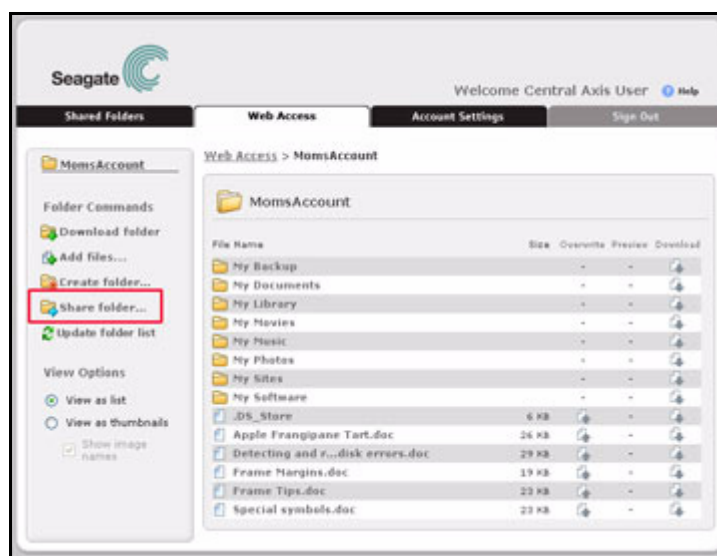 Seagate
Welcome Central Axis User Help
Shared Folders Web Access Account Settings Sign Out
MomsAccount
Folder Commands
Download folder
Add files...
Create folder...
Share folder...
Update folder list
View Options
View as list
View as thumbnails
Show image
names
Web Access > MomsAccount
MomsAccount
File Name Size Overwrite Preview Download
My Backup - -
My Documents - -
My Library - -
My Movies - -
My Music - -
My Photos - -
My Sites - -
My Software - -
.DS_Store 6 KB -
Apple Frangipane Tart.doc 26 KB -
Detecting and r...disk errors.doc 29 KB -
Frame Margins.doc 19 KB -
Frame Tips.doc 23 KB -
Special symbols.doc 23 KB -